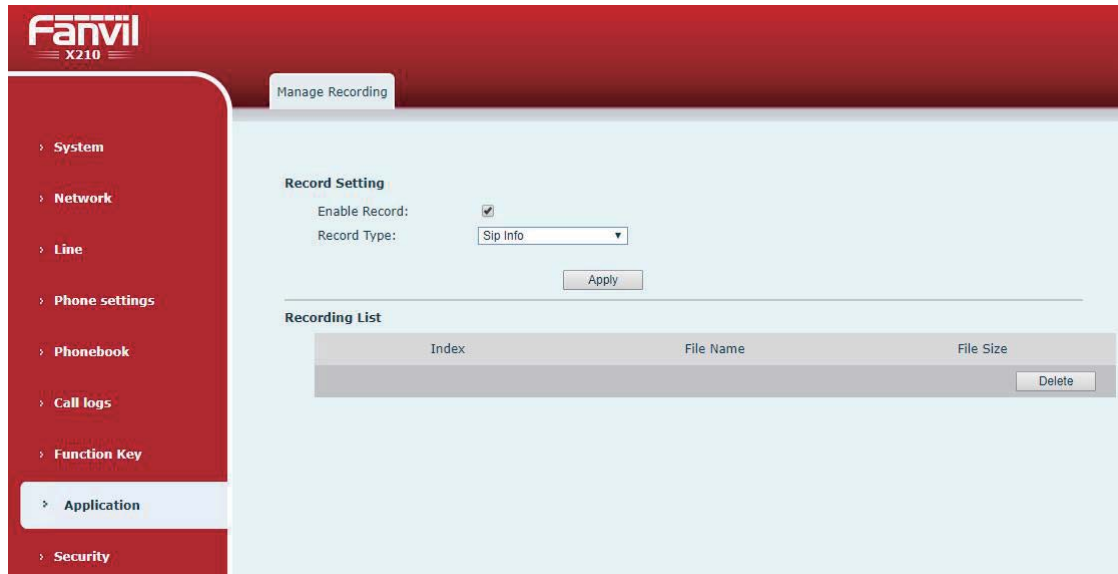 Fanvil
X210
Manage Recording
System
Network
Line
Phone settings
Phonebook
Call logs
Function Key
Application
Security
Record Setting
Enable Record:
Record Type: Sip Info
Apply
Recording List
Index File Name File Size
Delete